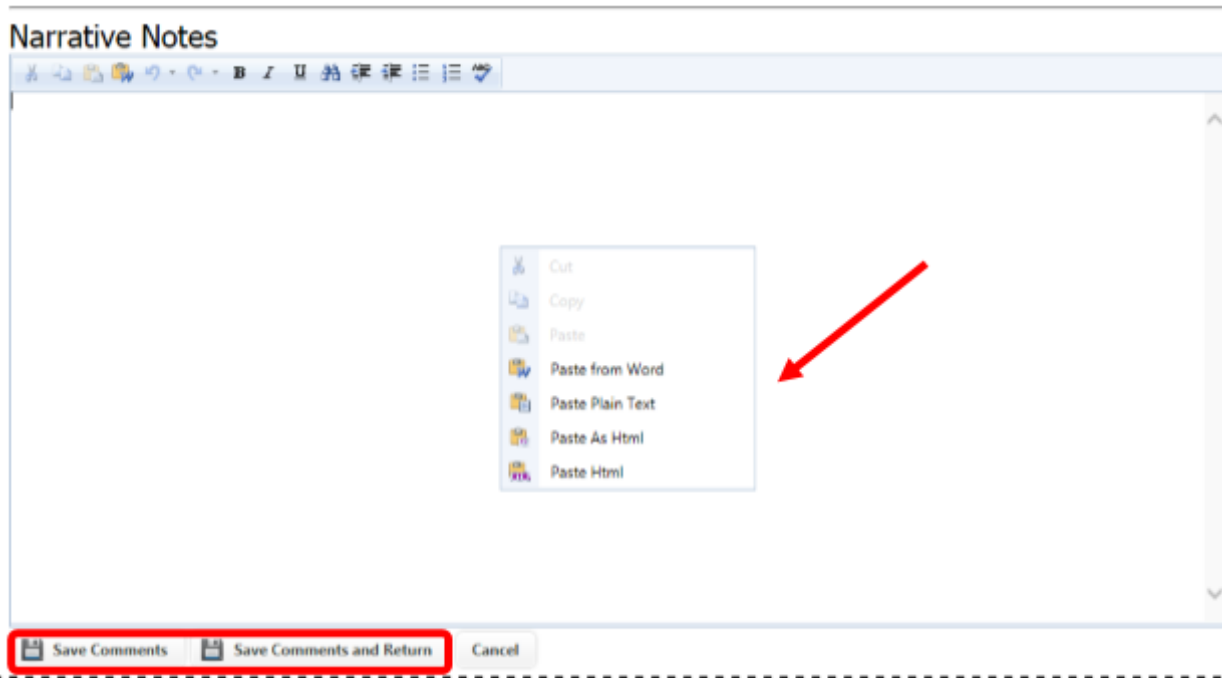 Narrative Notes
B I U
Cut
Copy
Paste
Paste from Word
Paste Plain Text
Paste As Html
Paste Html
Save Comments Save Comments and Return Cancel